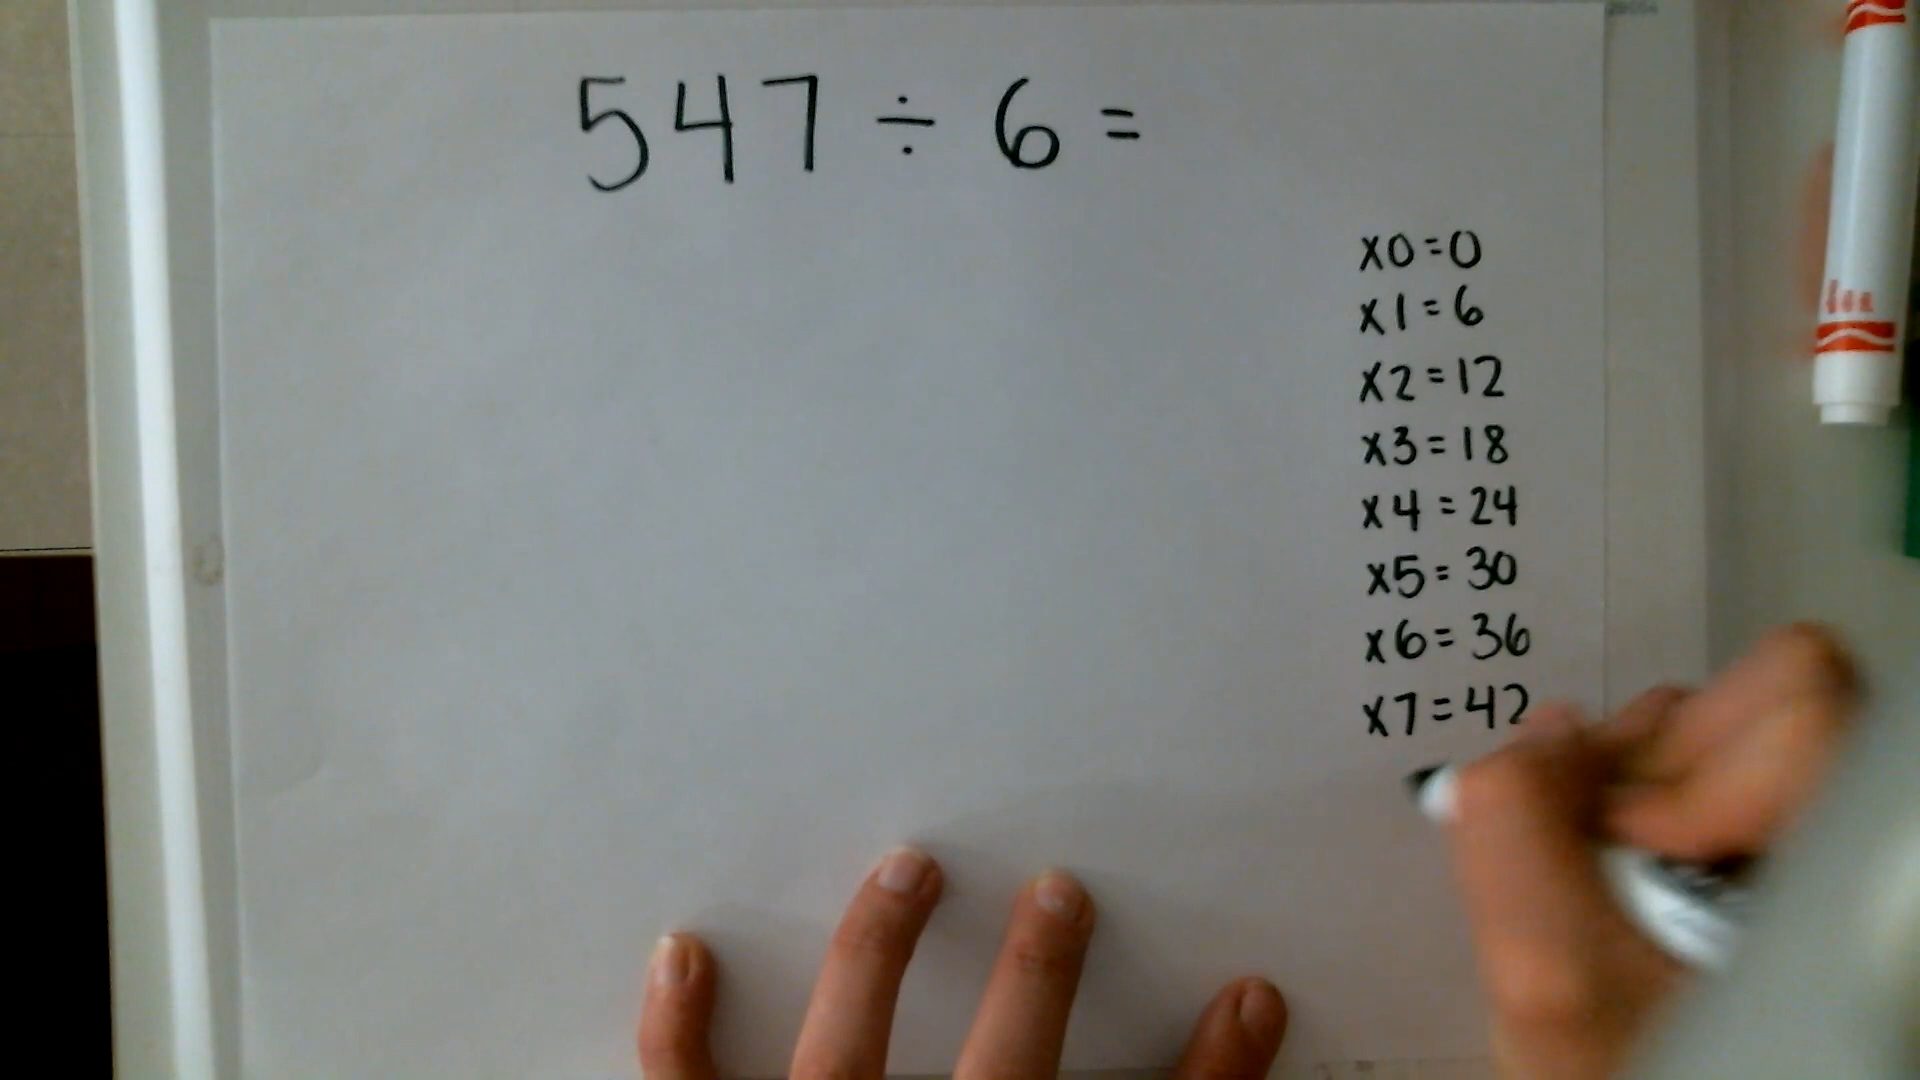 547 ÷ 6 =
x0=0
x1=6
x2=12
x3=18
x4=24
x5=30
x6=36
x7=42